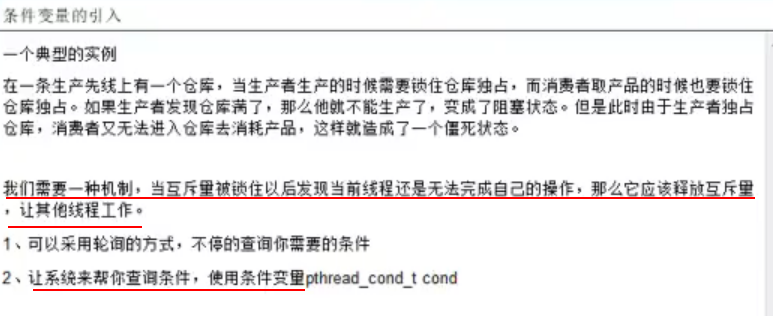 条件变量的引入
一个典型的实例
在一条生产先线上有一个仓库，当生产者生产的时候需要锁住仓库独占，而消费者取产品的时候也要锁住
仓库独占。如果生产者发现仓库满了，那么他就不能生产了，变成了阻塞状态。但是此时由于生产者独占
仓库，消费者又无法进入仓库去消耗产品，这样就造成了一个僵死状态。
我们需要一种机制，当互斥量被锁住以后发现当前线程还是无法完成自己的操作，那么它应该释放互斥量
，让其他线程工作。
1、可以采用轮询的方式，不停的查询你需要的条件
2、让系统来帮你查询条件，使用条件变量pthread_cond_t cond